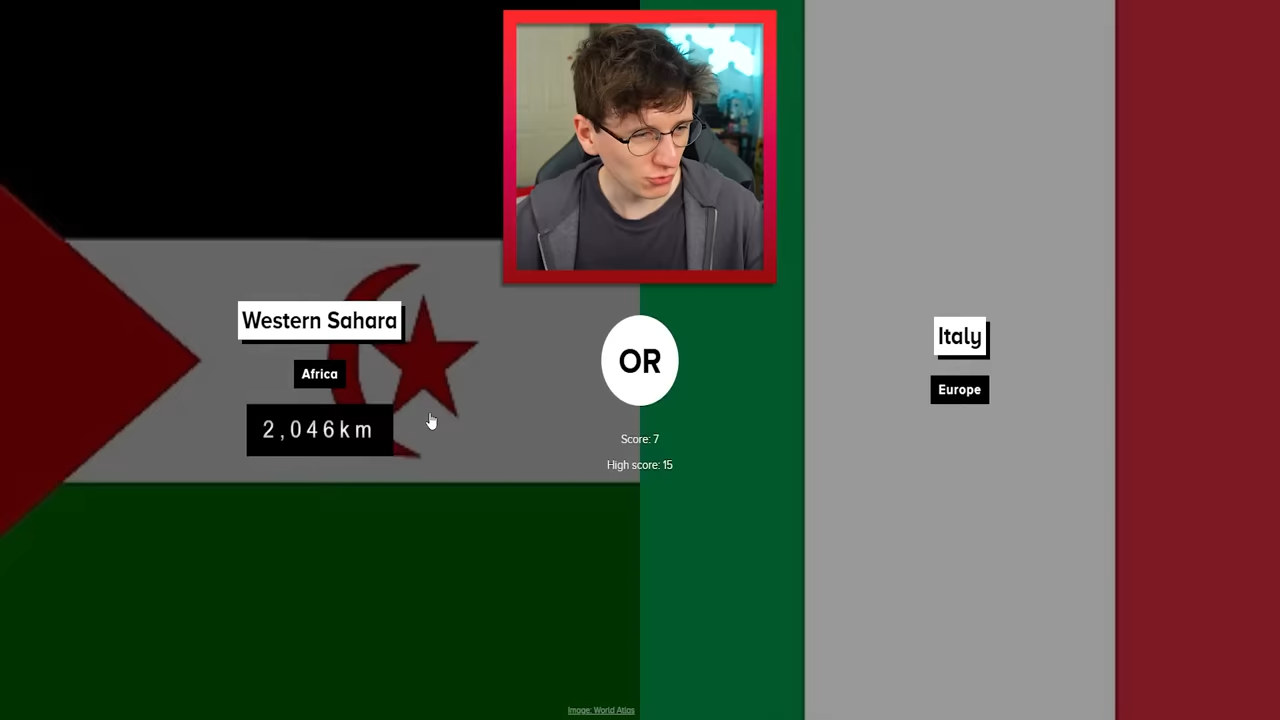 Western Sahara
Africa
2,046km
OR
Score: 7
High score: 15
Italy
Europe
Image: World Atlas